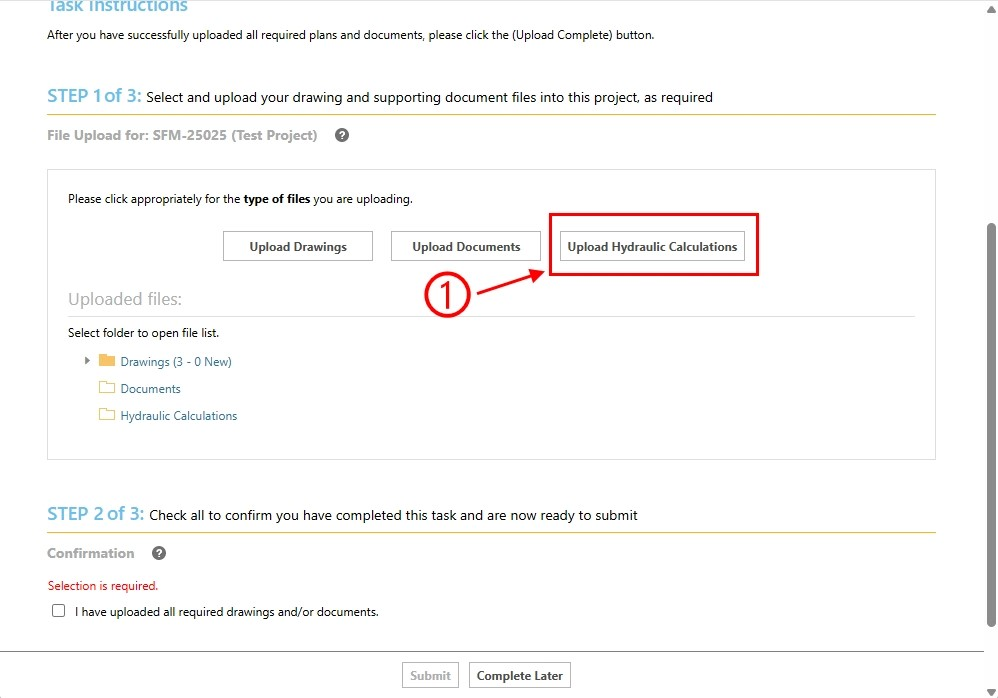 Task Instructions
After you have successfully uploaded all required plans and documents, please click the (Upload Complete) button.
STEP 1 of 3: Select and upload your drawing and supporting document files into this project, as required
File Upload for: SFM-25025 (Test Project) ?
Please click appropriately for the type of files you are uploading.
Upload Drawings Upload Documents Upload Hydraulic Calculations
1
Uploaded files:
Select folder to open file list.
Drawings (3 - 0 New)
Documents
Hydraulic Calculations
STEP 2 of 3: Check all to confirm you have completed this task and are now ready to submit
Confirmation ?
Selection is required.
I have uploaded all required drawings and/or documents.
Submit Complete Later